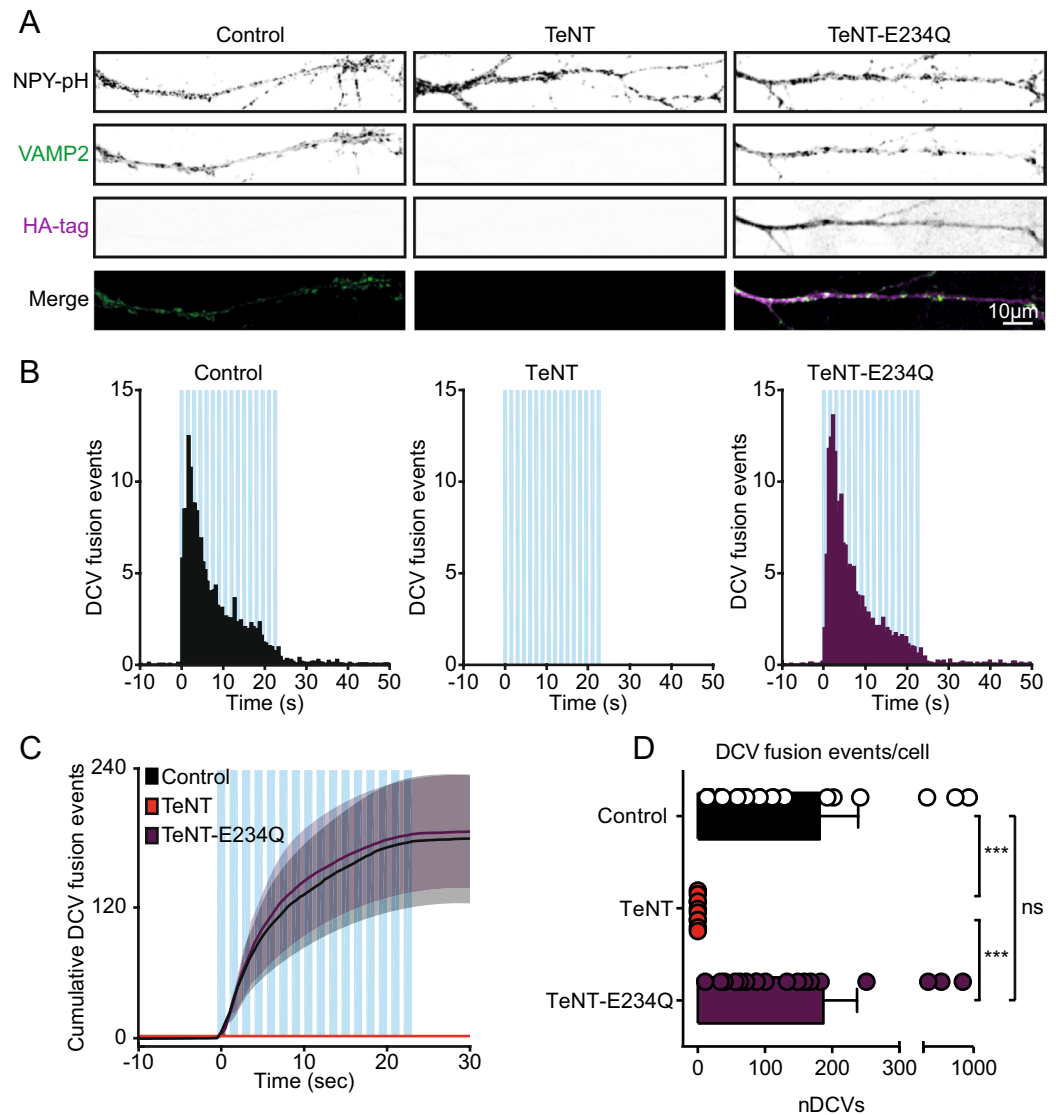 A
Control TeNT TeNT-E234Q
NPY-pH
VAMP2
HA-tag
Merge
10µm
B
Control TeNT TeNT-E234Q
DCV fusion events DCV fusion events DCV fusion events
15 15 15
10 10 10
5 5 5
0 0 0
-10 0 10 20 30 40 50 -10 0 10 20 30 40 50 -10 0 10 20 30 40 50
Time (s) Time (s) Time (s)
C
Cumulative DCV fusion events
240
120
0
Control
TeNT
TeNT-E234Q
-10 0 10 20 30
Time (sec)
D
DCV fusion events/cell
Control
TeNT
TeNT-E234Q
***
***
ns
0 100 200 300 1000
nDCVs